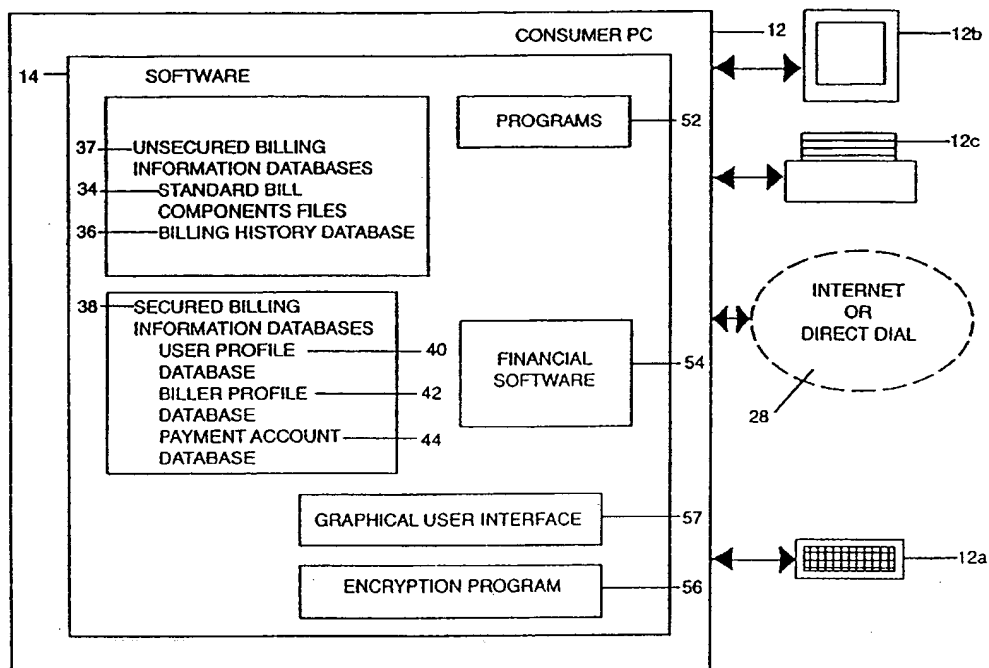 CONSUMER PC
12
12b
14
SOFTWARE
PROGRAMS
52
12c
37
UNSECURED BILLING
INFORMATION DATABASES
34
STANDARD BILL
COMPONENTS FILES
36
BILLING HISTORY DATABASE
38
SECURED BILLING
INFORMATION DATABASES
USER PROFILE
40
DATABASE
BILLER PROFILE
42
DATABASE
PAYMENT ACCOUNT
44
DATABASE
FINANCIAL
SOFTWARE
54
INTERNET
OR
DIRECT DIAL
28
GRAPHICAL USER INTERFACE
57
12a
ENCRYPTION PROGRAM
56